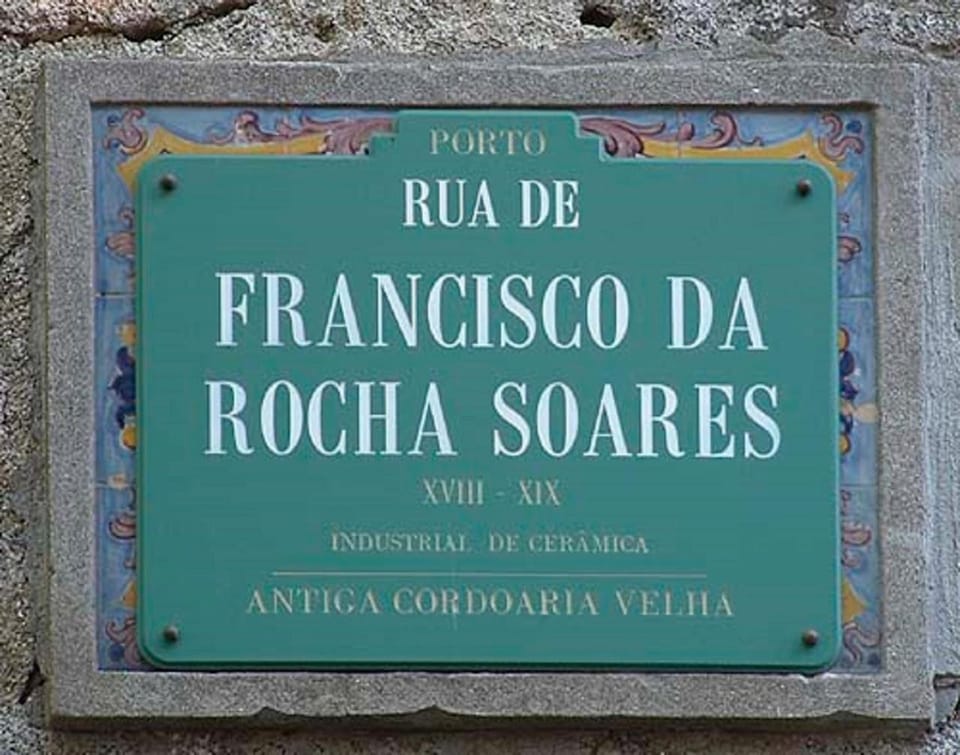 PORTO
RUA DE
FRANCISCO DA
ROCHA SOARES
XVIII - XIX
INDUSTRIAL DE CERÂMICA
ANTIGA CORDOARIA VELHA